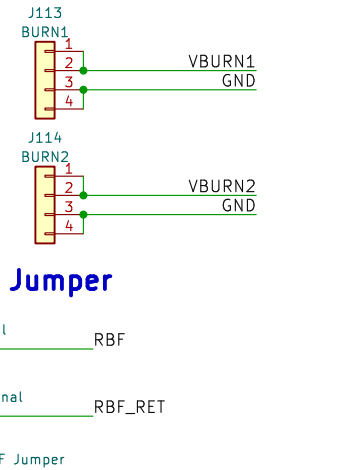 J113
BURN1
1
2
3
4
VBURN1
GND
J114
BURN2
1
2
3
4
VBURN2
GND
Jumper
l
RBF
nal
RBF_RET
F Jumper